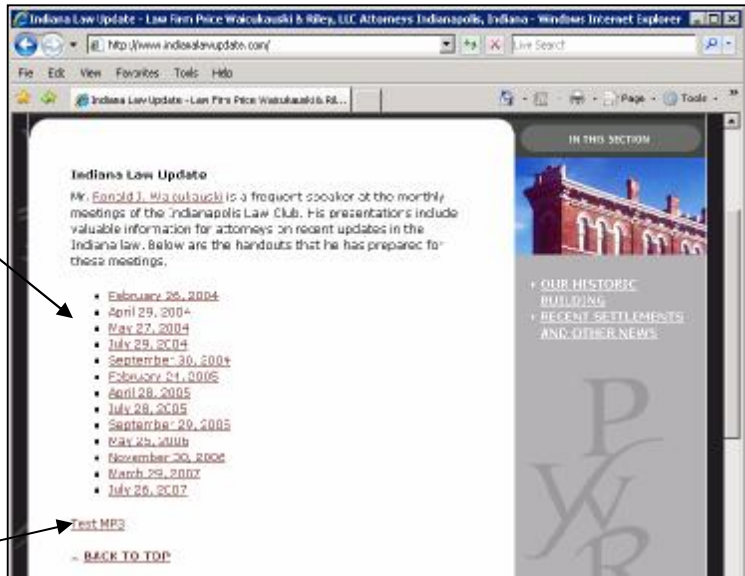 Indiana Law Update - Law Firm Price Waicukauski & Riley, LLC Attorneys Indianapolis, Indiana - Windows Internet Explorer
http://www.indianalawupdate.com/
Live Search
File Edit View Favorites Tools Help
Indiana Law Update - Law Firm Price Waicukauski & Ril...
Page Tools
IN THIS SECTION
Indiana Law Update
Mr. Ronald J. Waicukauski is a frequent speaker at the monthly
meetings of the Indianapolis Law Club. His presentations include
valuable information for attorneys on recent updates in the
Indiana law. Below are the handouts that he has prepared for
these meetings.
February 26, 2004
April 29, 2004
May 27, 2004
July 29, 2004
September 30, 2004
February 24, 2005
April 28, 2005
July 28, 2005
September 29, 2005
May 25, 2006
November 30, 2006
March 29, 2007
July 26, 2007
Test MP3
BACK TO TOP
OUR HISTORIC
BUILDING
RECENT SETTLEMENTS
AND OTHER NEWS
P
W
R